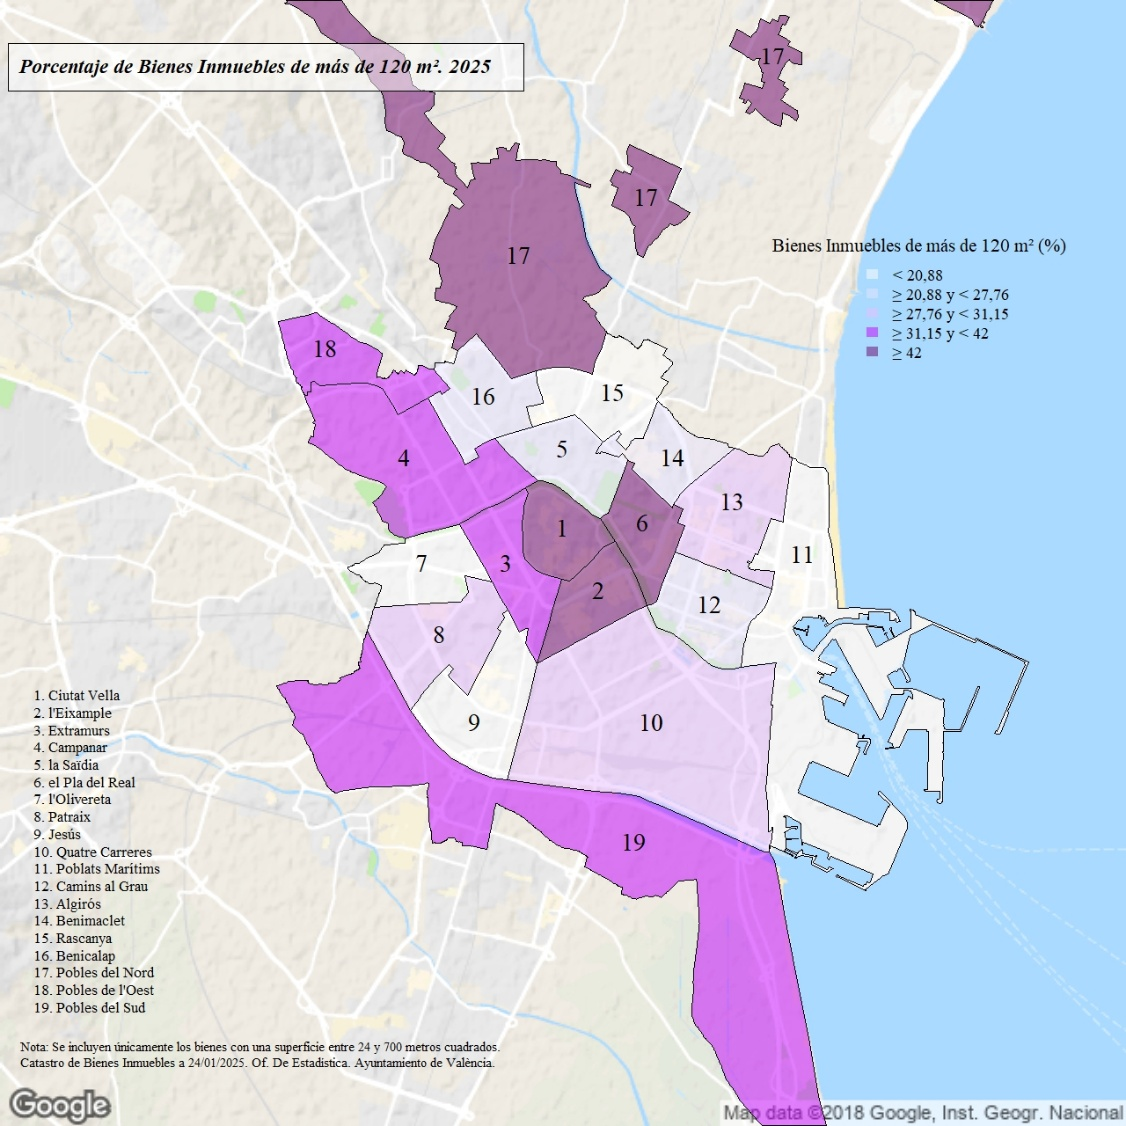 Porcentaje de Bienes Inmuebles de más de 120 m². 2025
17
17
17
Bienes Inmuebles de más de 120 m² (%)
< 20,88
≥ 20,88 y < 27,76
≥ 27,76 y < 31,15
≥ 31,15 y < 42
≥ 42
18
16
15
4
5
14
13
6
1
11
7
3
2
12
8
10
9
19
1. Ciutat Vella
2. l'Eixample
3. Extramurs
4. Campanar
5. la Saïdia
6. el Pla del Real
7. l'Olivereta
8. Patraix
9. Jesús
10. Quatre Carreres
11. Poblats Marítims
12. Camins al Grau
13. Algirós
14. Benimaclet
15. Rascanya
16. Benicalap
17. Pobles del Nord
18. Pobles de l'Oest
19. Pobles del Sud
Nota: Se incluyen únicamente los bienes con una superficie entre 24 y 700 metros cuadrados.
Catastro de Bienes Inmuebles a 24/01/2025. Of. De Estadística. Ayuntamiento de València.
Google
Map data ©2018 Google, Inst. Geogr. Nacional